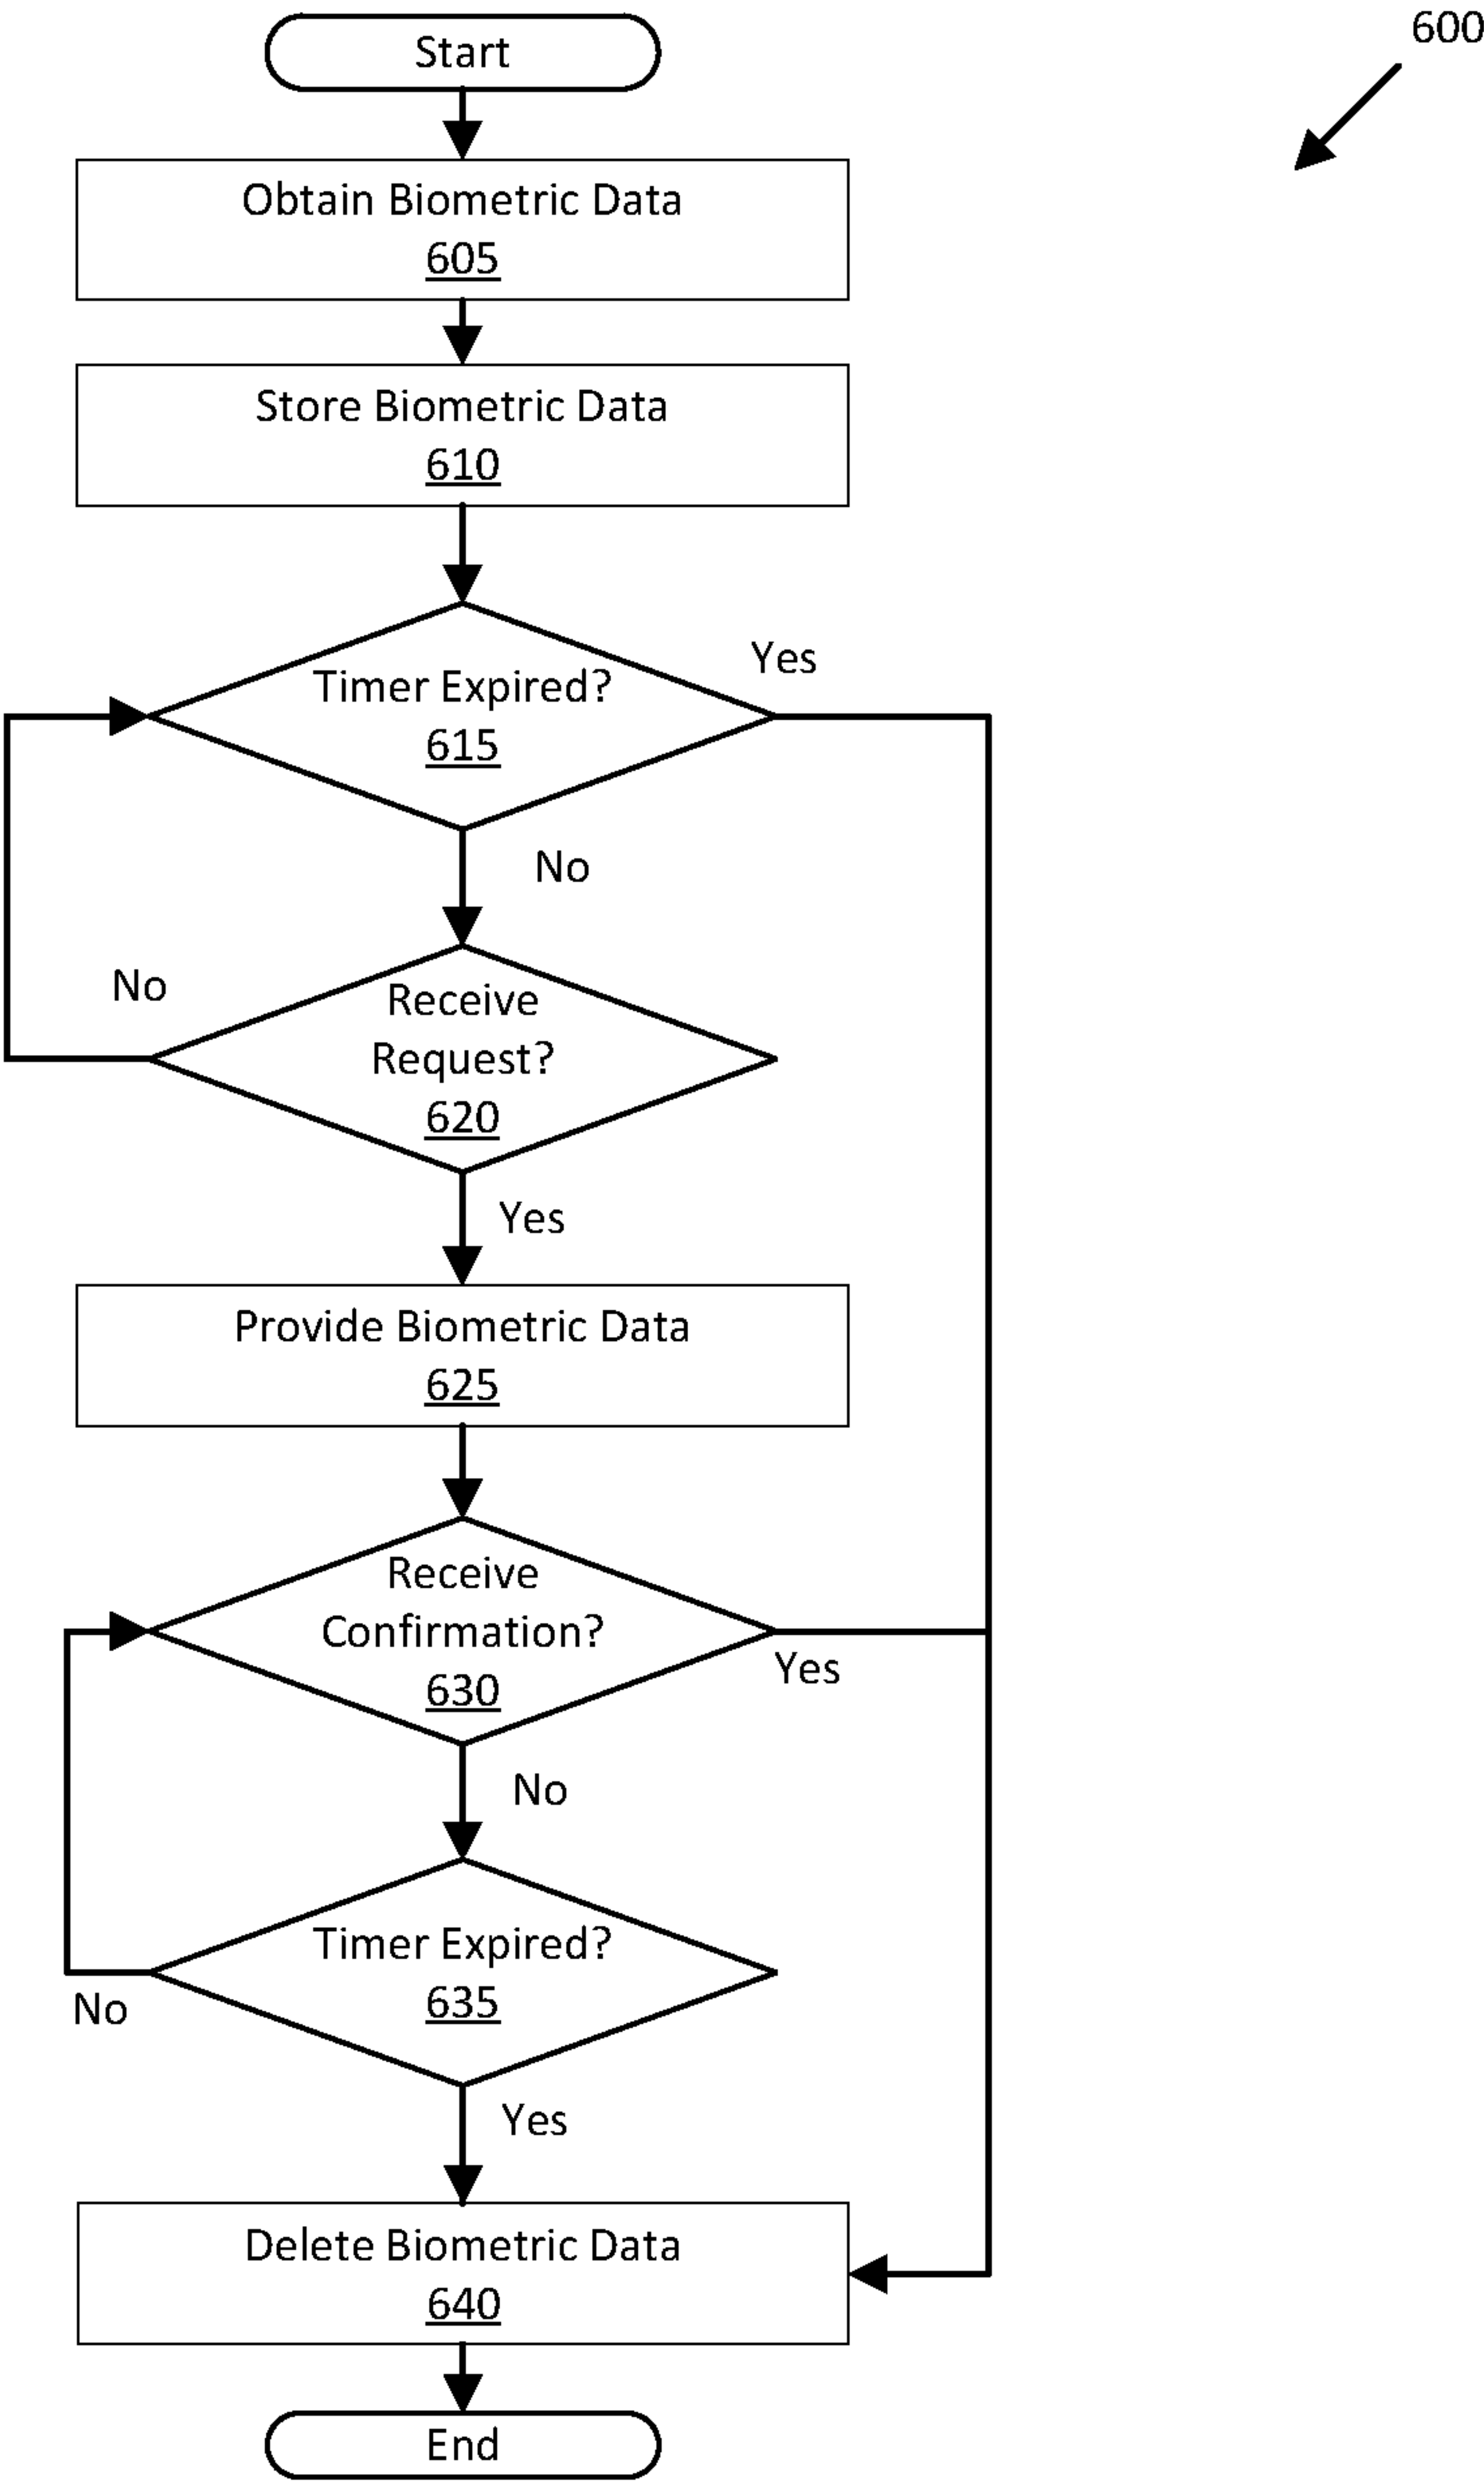 600
Start
Obtain Biometric Data
605
Store Biometric Data
610
Timer Expired?
615
Yes
No
Receive
Request?
620
No
Yes
Provide Biometric Data
625
Receive
Confirmation?
630
Yes
No
Timer Expired?
635
No
Yes
Delete Biometric Data
640
End